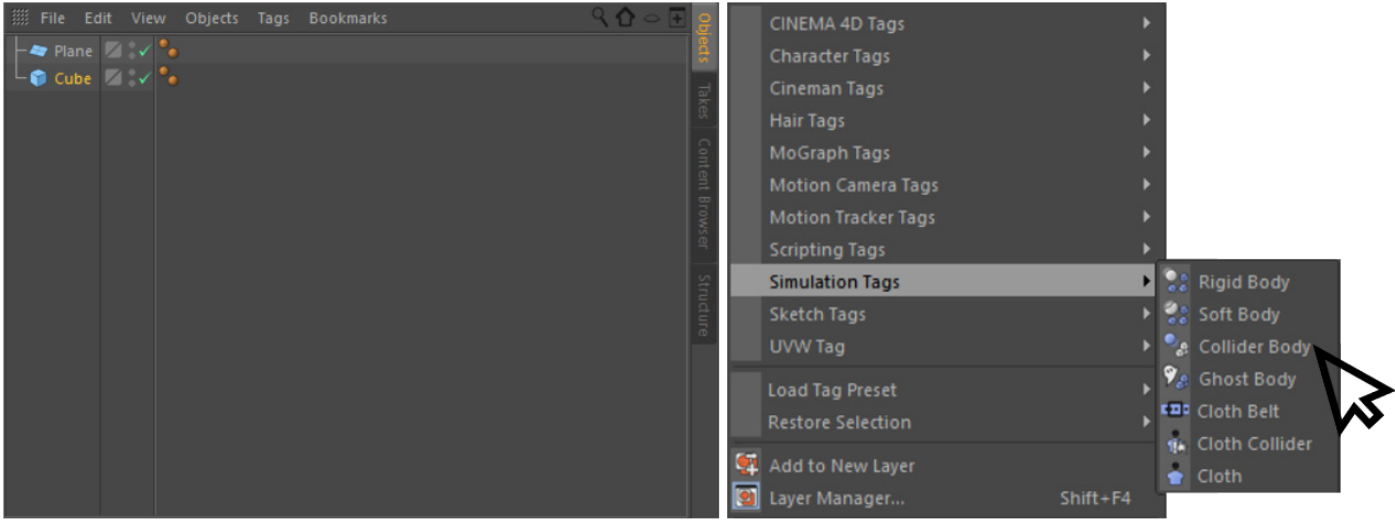 File Edit View Objects Tags Bookmarks
Plane
Cube
Objects
Takes
Content Browser
Structure
CINEMA 4D Tags
Character Tags
Cineman Tags
Hair Tags
MoGraph Tags
Motion Camera Tags
Motion Tracker Tags
Scripting Tags
Simulation Tags
Sketch Tags
UVW Tag
Load Tag Preset
Restore Selection
Add to New Layer
Layer Manager... Shift+F4
Rigid Body
Soft Body
Collider Body
Ghost Body
Cloth Belt
Cloth Collider
Cloth